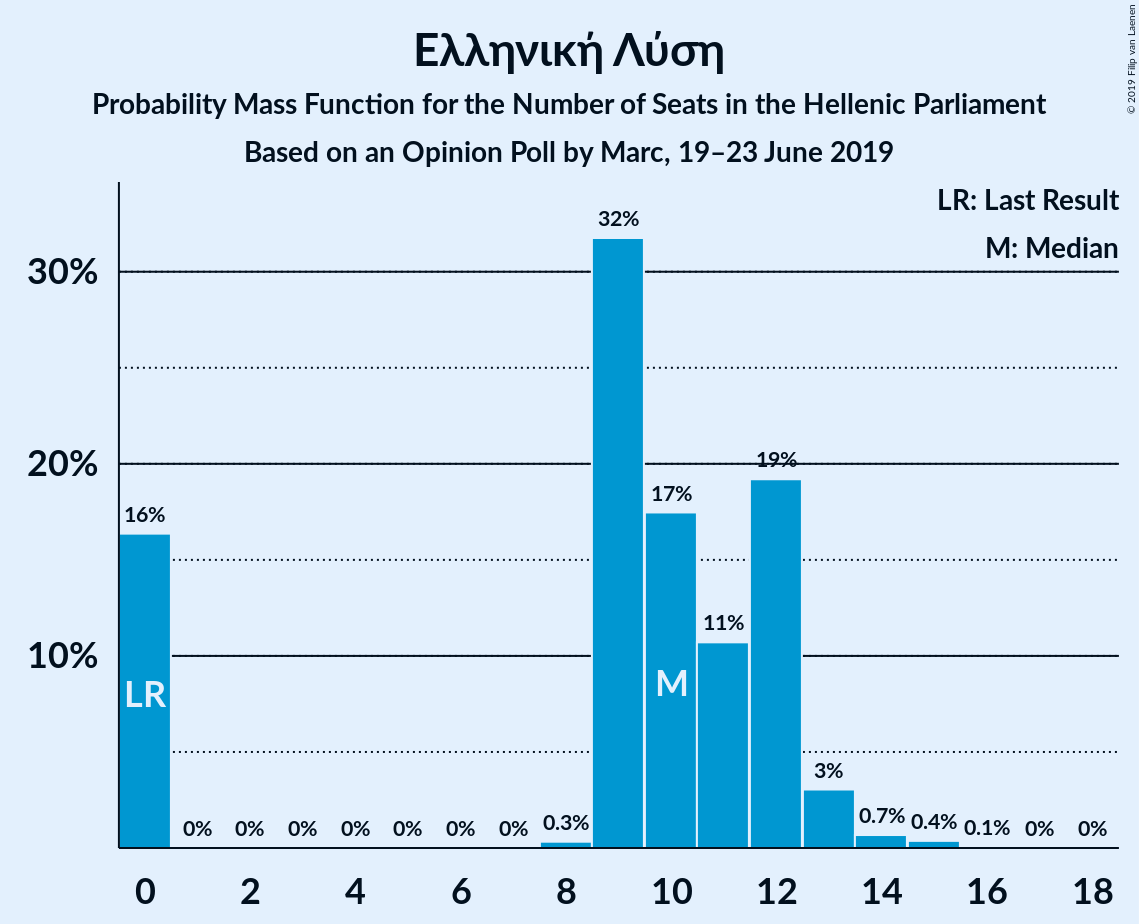 Ελληνική Λύση
Probability Mass Function for the Number of Seats in the Hellenic Parliament
Based on an Opinion Poll by Marc, 19–23 June 2019
© 2019 Filip van Laenen
LR: Last Result
M: Median
30%
20%
10%
16%
0%
0%
0%
0%
0%
0%
0%
0.3%
32%
17%
11%
19%
3%
0.7%
0.4%
0.1%
0%
0%
LR
M
0 2 4 6 8 10 12 14 16 18